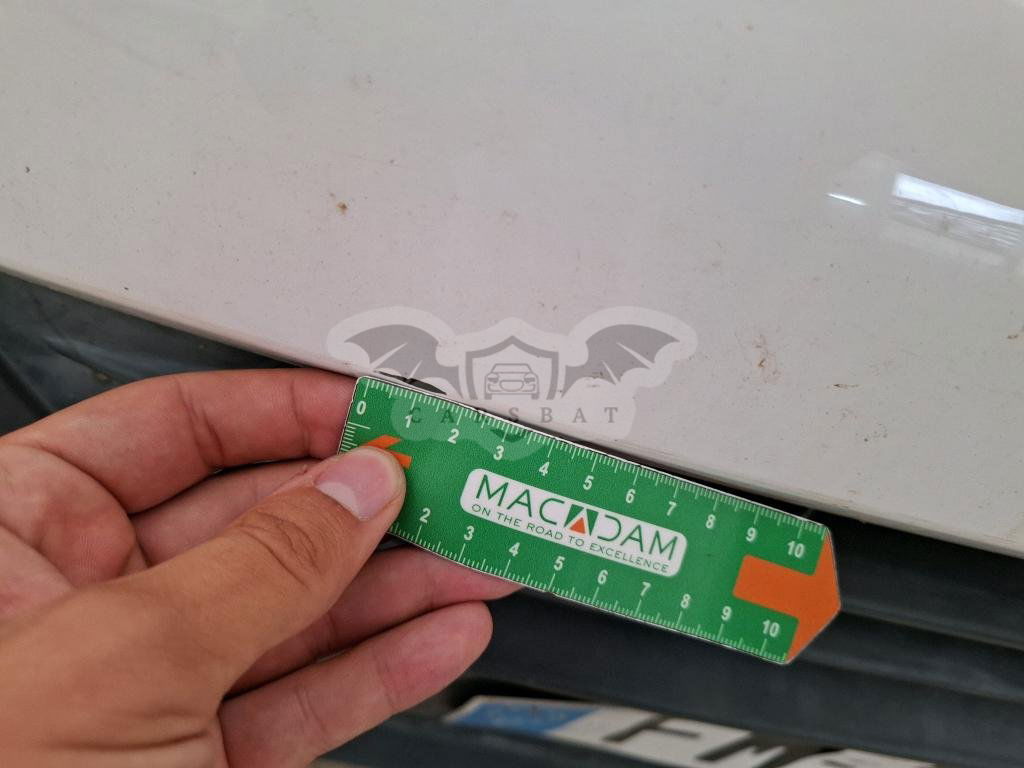 CARSBAT
0 1 2 3 4 5 6 7 8 9 10
MACADAM
ON THE ROAD TO EXCELLENCE
2 3 4 5 6 7 8 9 10